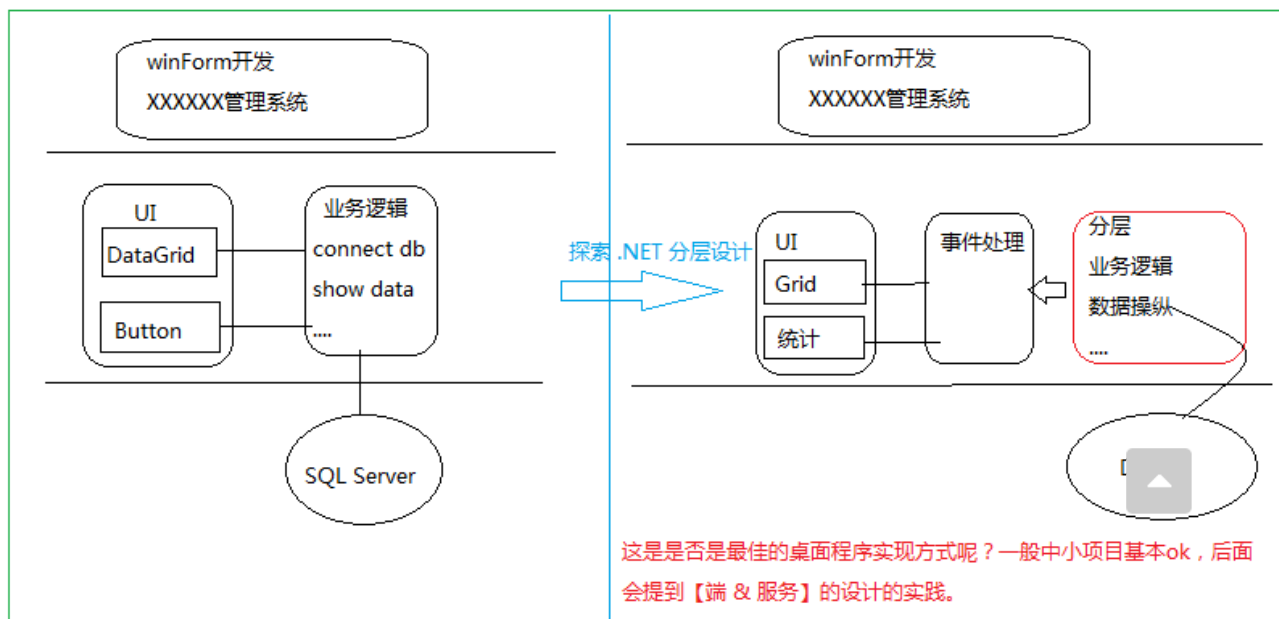 winForm开发
XXXXXX管理系统
UI
DataGrid
Button
业务逻辑
connect db
show data
....
SQL Server
探索 .NET 分层设计
winForm开发
XXXXXX管理系统
UI
Grid
统计
事件处理
分层
业务逻辑
数据操纵
....
这是是否是最佳的桌面程序实现方式呢？一般中小项目基本ok，后面
会提到【端 & 服务】的设计的实践。